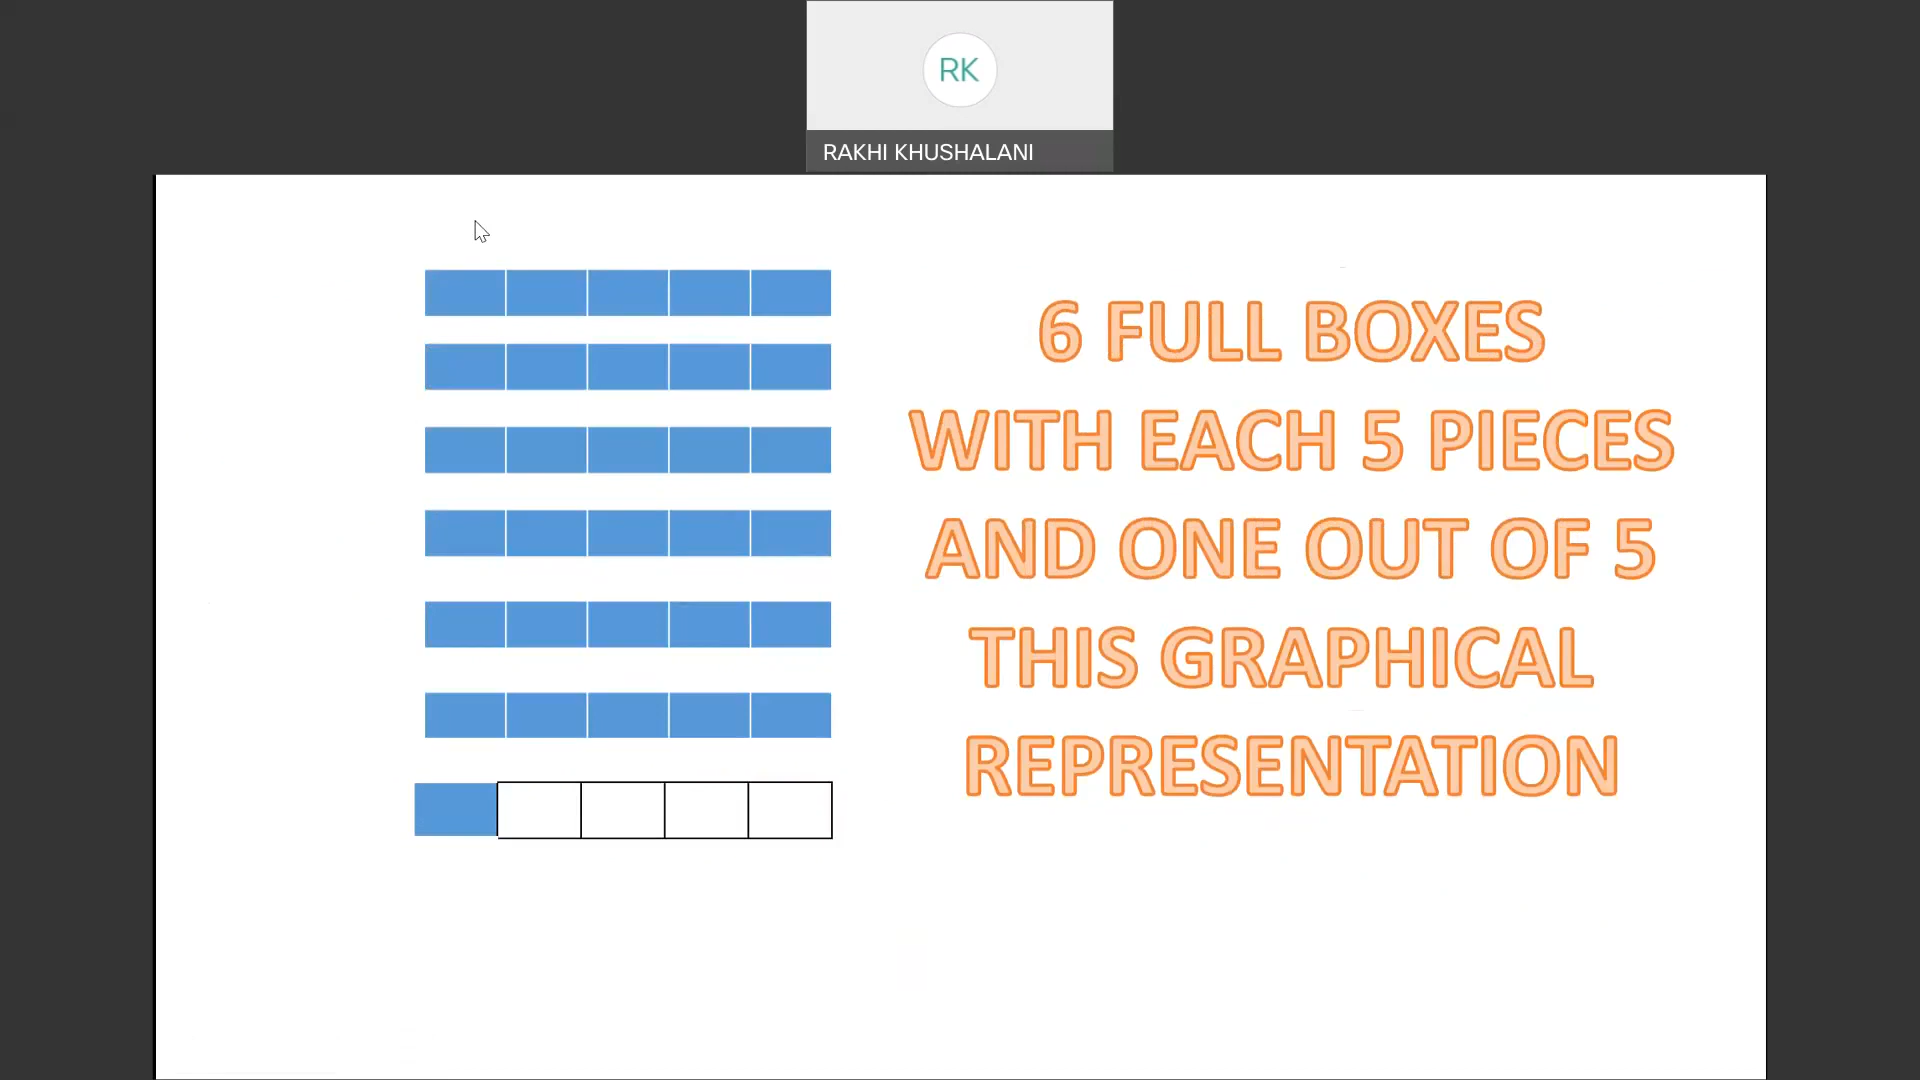 RK
RAKHI KHUSHALANI
6 FULL BOXES
WITH EACH 5 PIECES
AND ONE OUT OF 5
THIS GRAPHICAL
REPRESENTATION